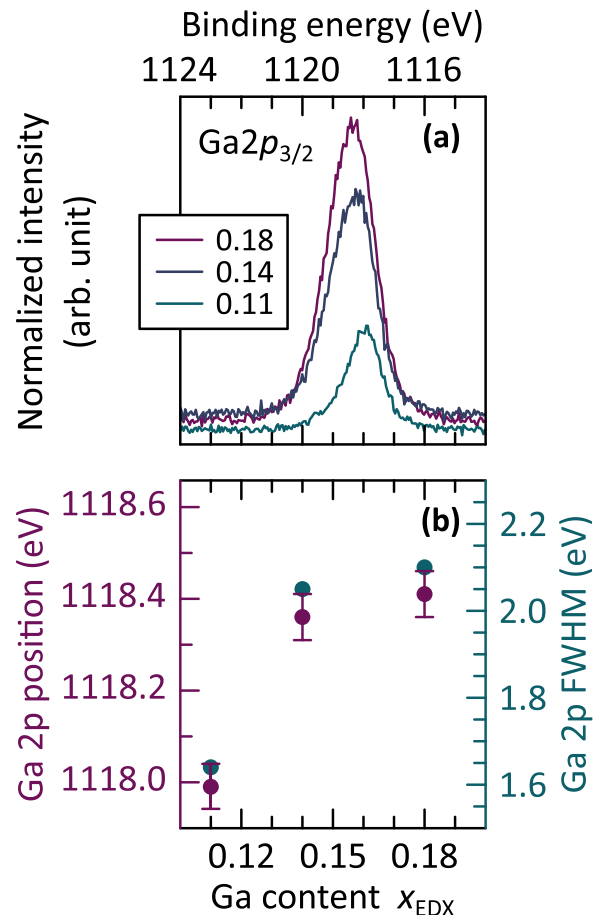 Binding energy (eV)
1124 1120 1116
Normalized intensity
(arb. unit)
Ga2p3/2 (a)
0.18
0.14
0.11
(b)
Ga 2p position (eV)
1118.6
1118.4
1118.2
1118.0
2.2
2.0
1.8
1.6
Ga 2p FWHM (eV)
0.12 0.15 0.18
Ga content xEDX